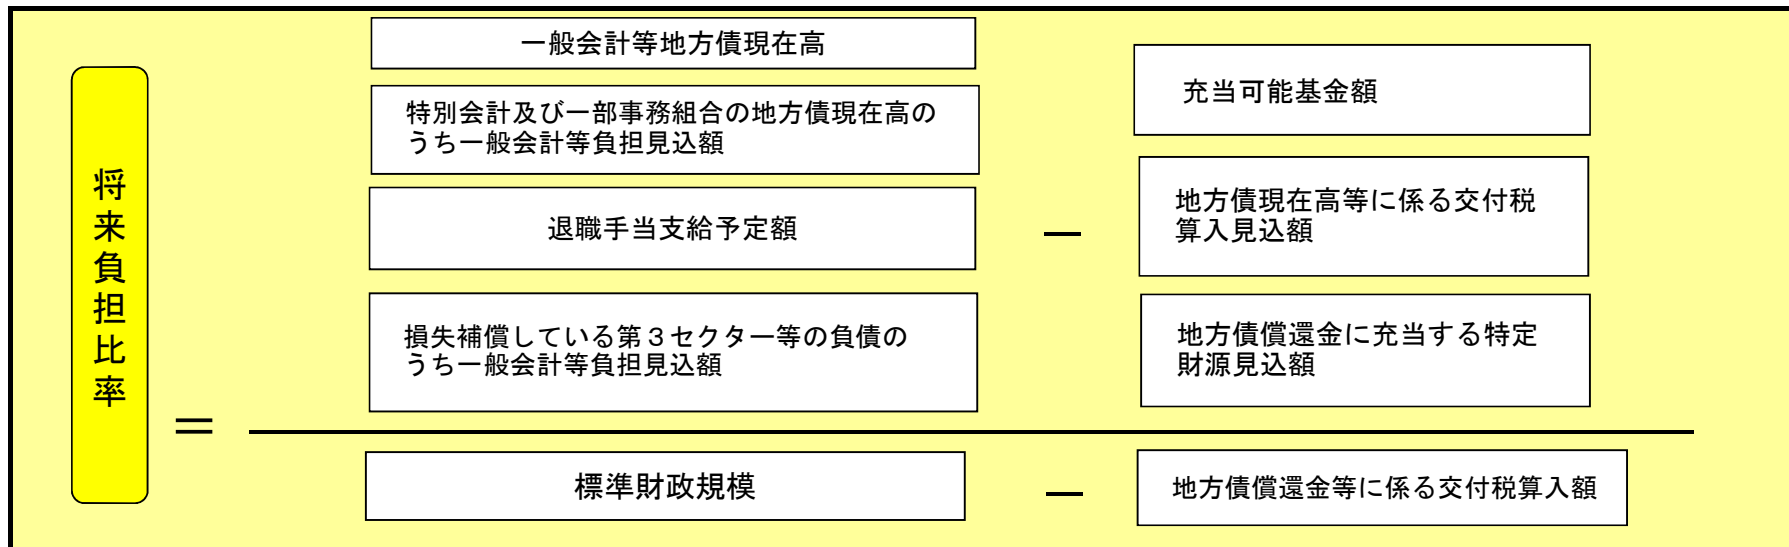 将来負担比率
＝
一般会計等地方債現在高
特別会計及び一部事務組合の地方債現在高の
うち一般会計等負担見込額
退職手当支給予定額
損失補償している第３セクター等の負債の
うち一般会計等負担見込額
－
充当可能基金額
地方債現在高等に係る交付税
算入見込額
地方債償還金に充当する特定
財源見込額
標準財政規模
－
地方債償還金等に係る交付税算入額